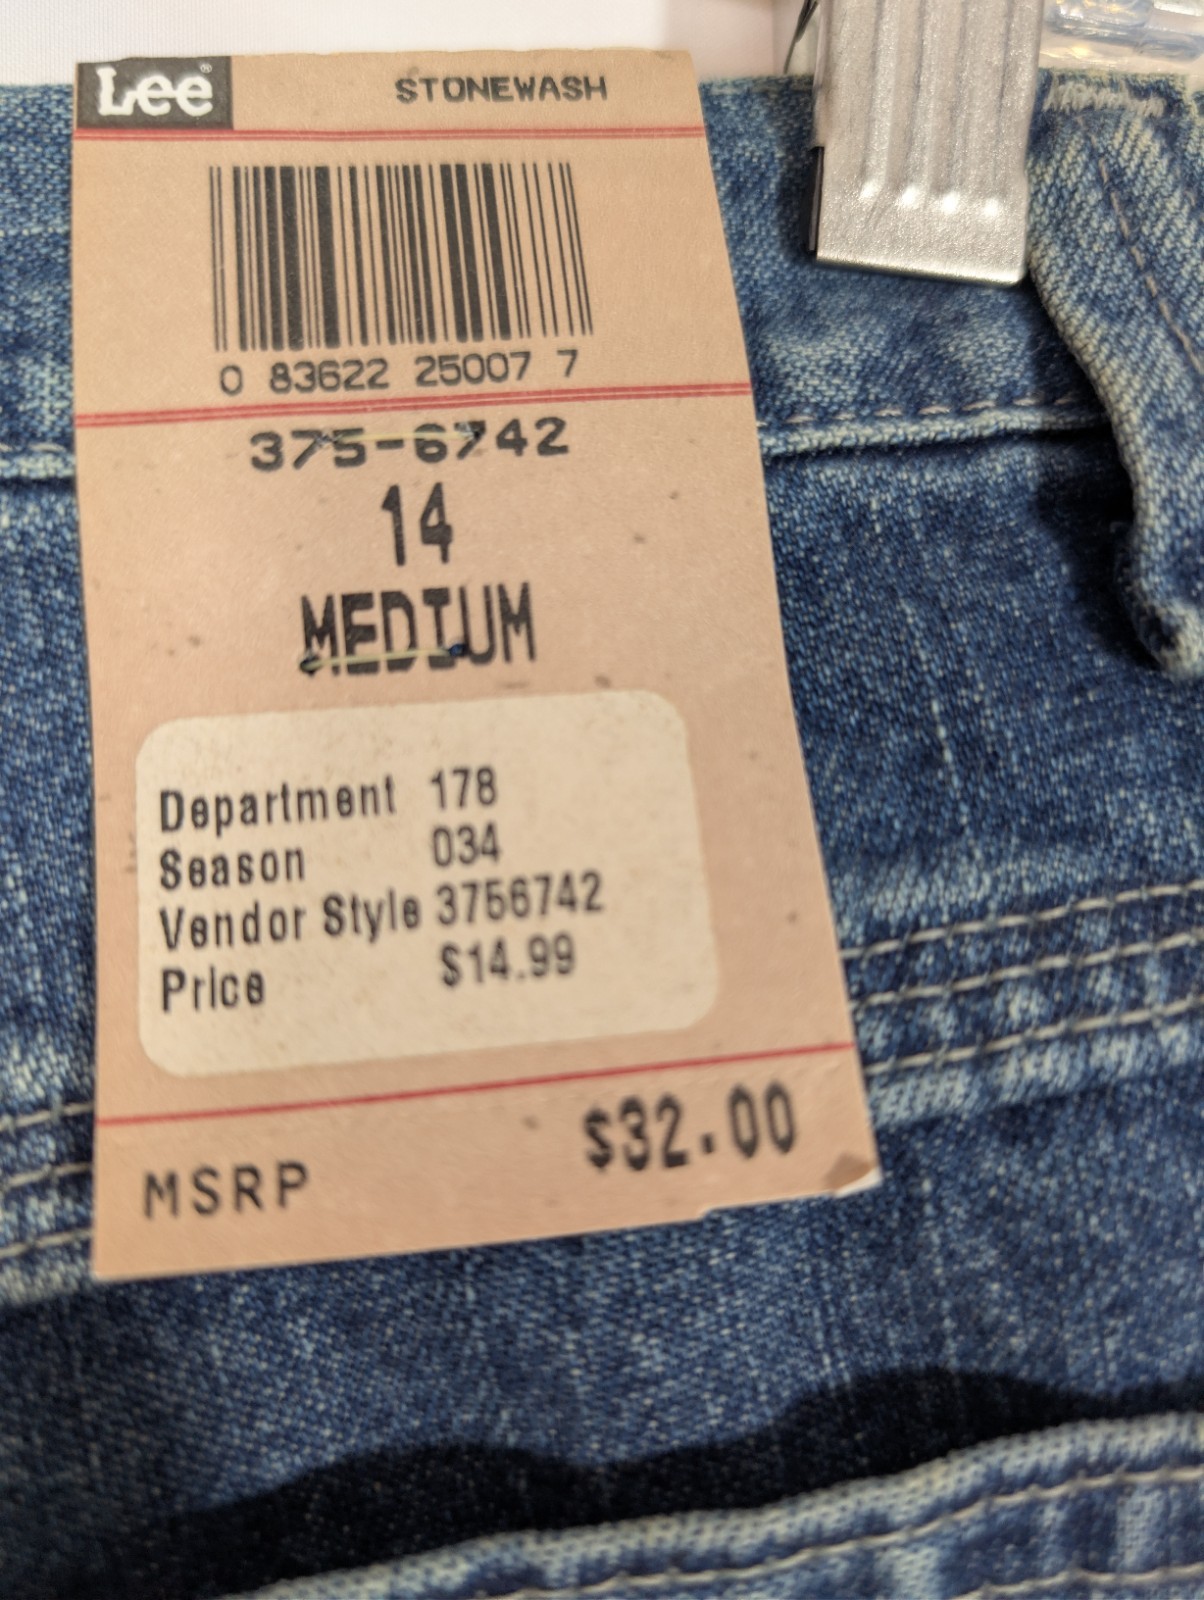 Lee® STONEWASH
0 83622 25007 7
375-6742
14
MEDIUM
Department 178
Season 034
Vendor Style 3756742
Price $14.99
MSRP $32.00